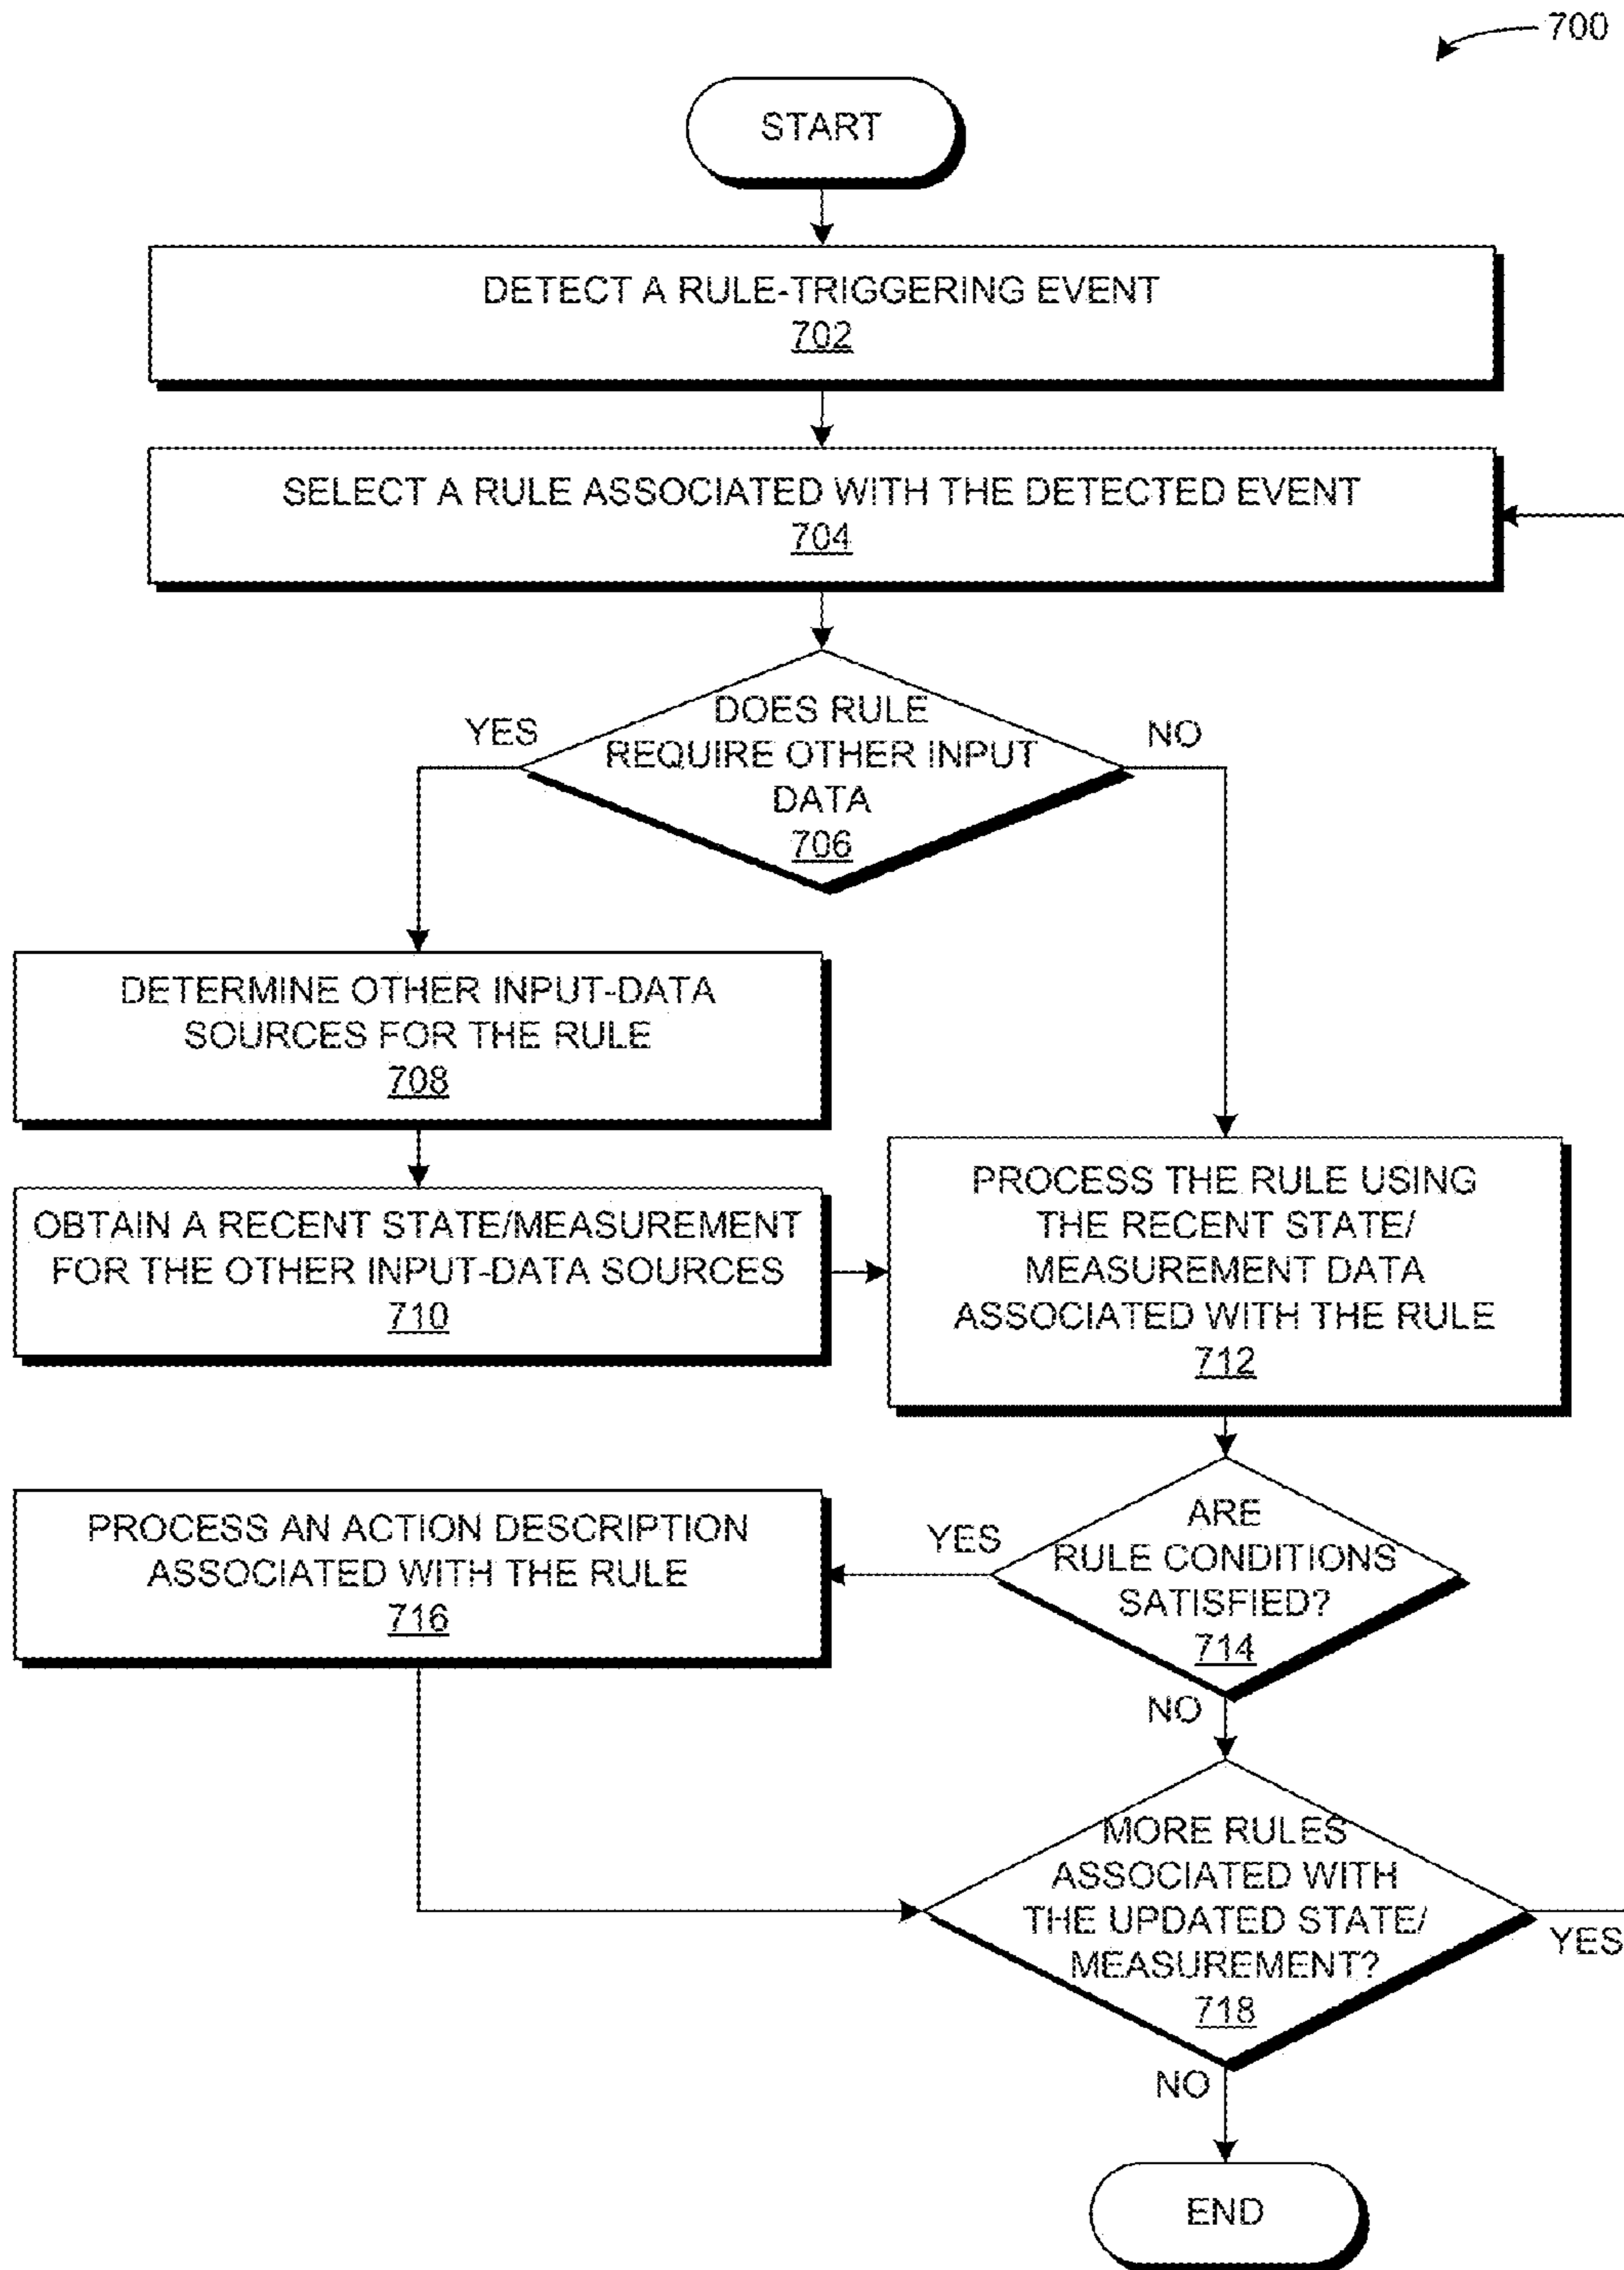 700
START
DETECT A RULE-TRIGGERING EVENT
702
SELECT A RULE ASSOCIATED WITH THE DETECTED EVENT
704
DOES RULE
REQUIRE OTHER INPUT
DATA
706
YES
NO
DETERMINE OTHER INPUT-DATA
SOURCES FOR THE RULE
708
OBTAIN A RECENT STATE/MEASUREMENT
FOR THE OTHER INPUT-DATA SOURCES
710
PROCESS THE RULE USING
THE RECENT STATE/
MEASUREMENT DATA
ASSOCIATED WITH THE RULE
712
ARE
RULE CONDITIONS
SATISFIED?
714
YES
NO
PROCESS AN ACTION DESCRIPTION
ASSOCIATED WITH THE RULE
716
MORE RULES
ASSOCIATED WITH
THE UPDATED STATE/
MEASUREMENT?
718
YES
NO
END